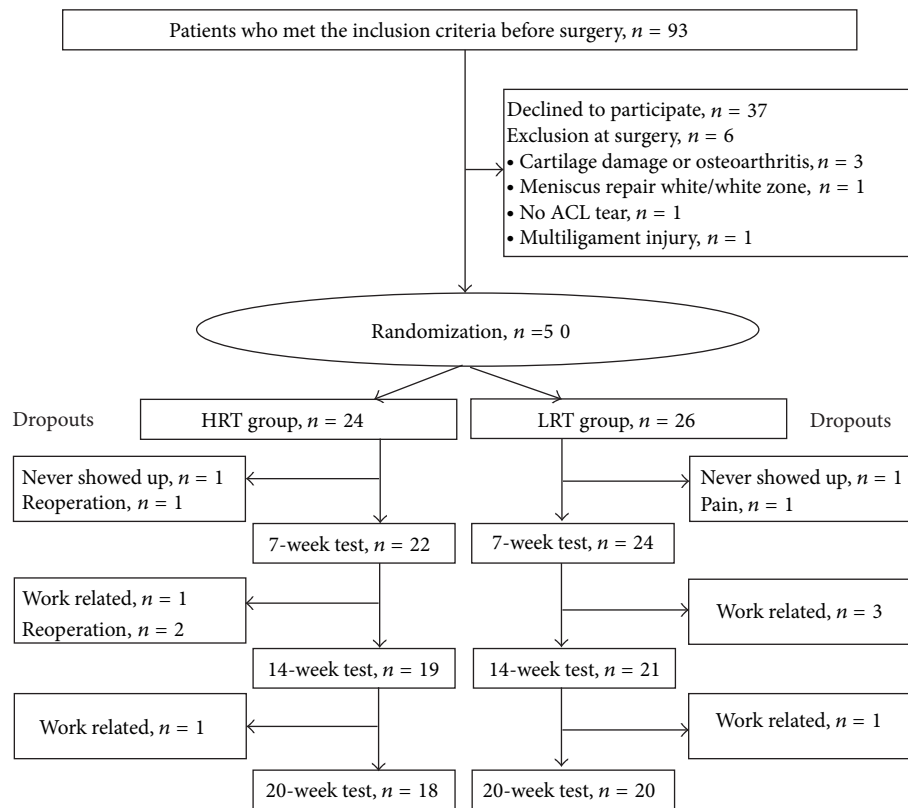 Patients who met the inclusion criteria before surgery, n = 93
Declined to participate, n = 37
Exclusion at surgery, n = 6
• Cartilage damage or osteoarthritis, n = 3
• Meniscus repair white/white zone, n = 1
• No ACL tear, n = 1
• Multiligament injury, n = 1
Randomization, n =5 0
Dropouts
HRT group, n = 24
LRT group, n = 26
Dropouts
Never showed up, n = 1
Reoperation, n = 1
Never showed up, n = 1
Pain, n = 1
7-week test, n = 22
7-week test, n = 24
Work related, n = 1
Reoperation, n = 2
Work related, n = 3
14-week test, n = 19
14-week test, n = 21
Work related, n = 1
Work related, n = 1
20-week test, n = 18
20-week test, n = 20